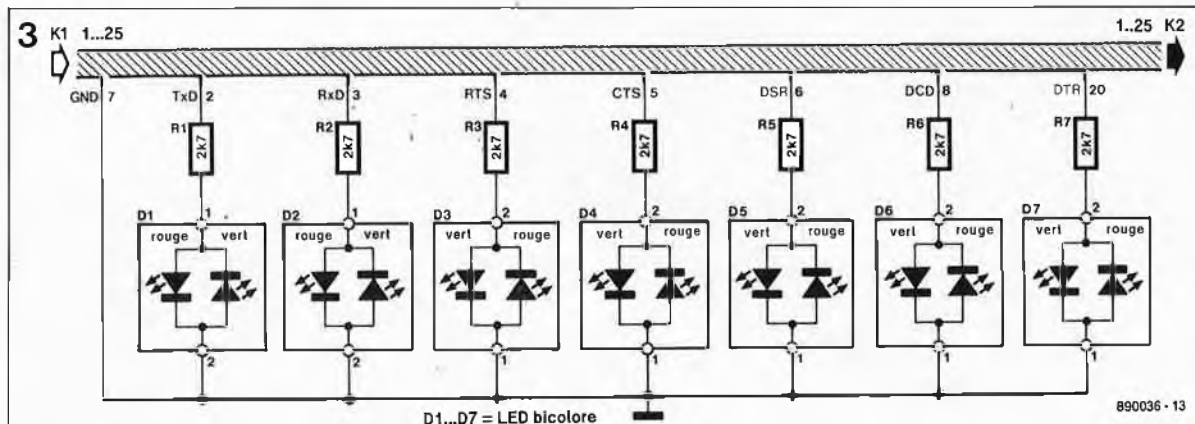 3
K1 1...25
1..25 K2
GND 7 TxD 2 RxD 3 RTS 4 CTS 5 DSR 6 DCD 8 DTR 20
R1 R2 R3 R4 R5 R6 R7
2k7 2k7 2k7 2k7 2k7 2k7 2k7
D1 1 D2 1 D3 2 D4 2 D5 2 D6 2 D7 2
rouge vert rouge vert vert rouge vert rouge vert rouge vert rouge vert rouge
2 2 1 1 1 1 1
D1...D7 = LED bicolore
890036 - 13